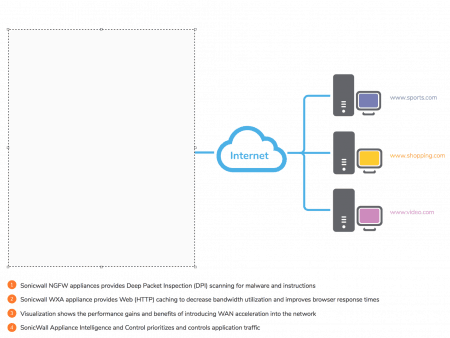 www.sports.com
Internet
www.shopping.com
www.video.com
1 Sonicwall NGFW appliances provides Deep Packet Inspection (DPI) scanning for malware and instructions
2 Sonicwall WXA appliance provides Web (HTTP) caching to decrease bandwidth utilization and improves browser response times
3 Visualization shows the performance gains and benefits of introducing WAN acceleration into the network
4 SonicWall Appliance Intelligence and Control prioritizes and controls application traffic